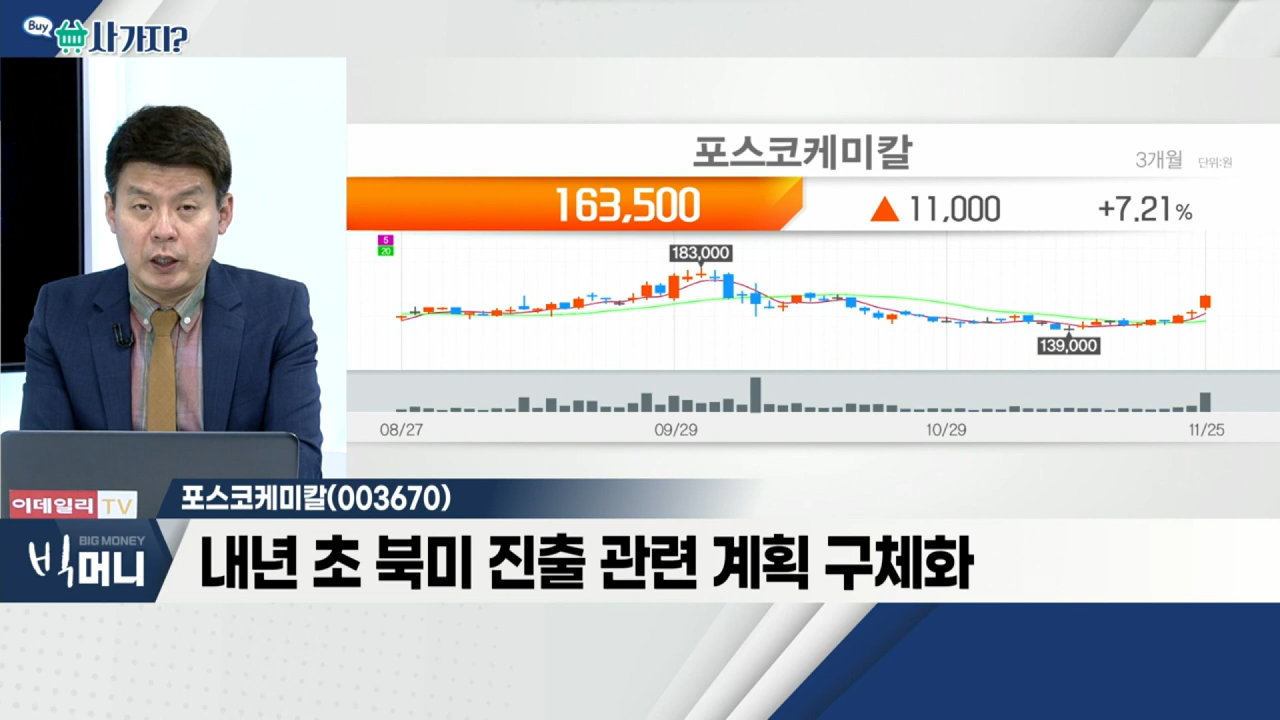 Buy
사가지?
포스코케미칼
3개월 단위:원
163,500 ▲ 11,000 +7.21%
5
20
183,000
139,000
08/27 09/29 10/29 11/25
이데일리 TV
포스코케미칼(003670)
BIG MONEY
빅머니
내년 초 북미 진출 관련 계획 구체화